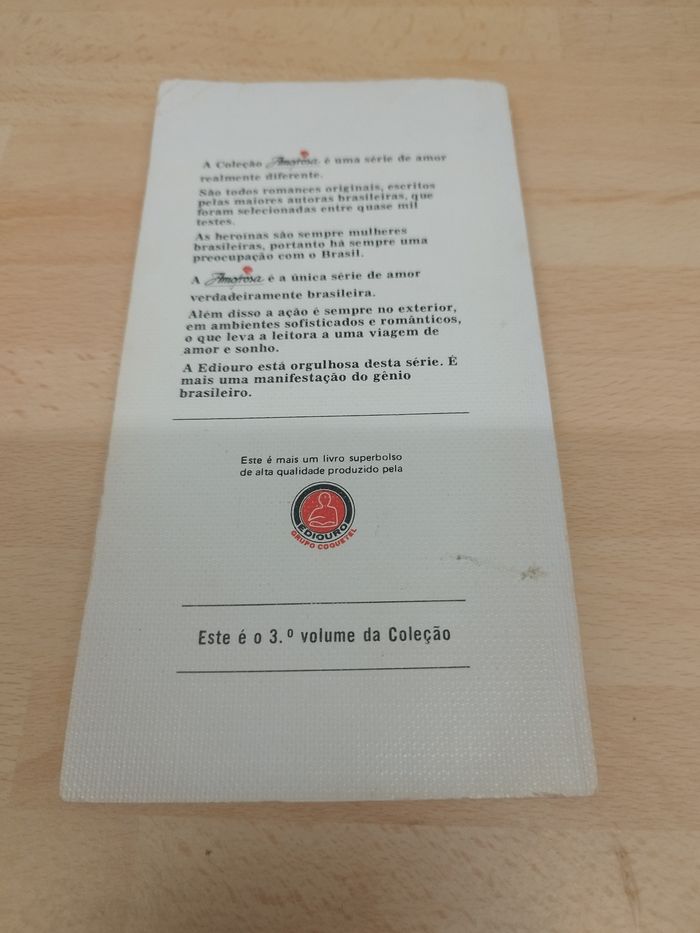 A Coleção Amorosa é uma série de amor
realmente diferente.
São todos romances originais, escritos
pelas maiores autoras brasileiras, que
foram selecionadas entre quase mil
testes.
As heroínas são sempre mulheres
brasileiras, portanto há sempre uma
preocupação com o Brasil.
A Amorosa é a única série de amor
verdadeiramente brasileira.
Além disso a ação é sempre no exterior,
em ambientes sofisticados e românticos,
o que leva a leitora a uma viagem de
amor e sonho.
A Ediouro está orgulhosa desta série. É
mais uma manifestação do gênio
brasileiro.
Este é mais um livro superbolso
de alta qualidade produzido pela
EDIOURO
GRUPO COQUETEL
Este é o 3.º volume da Coleção